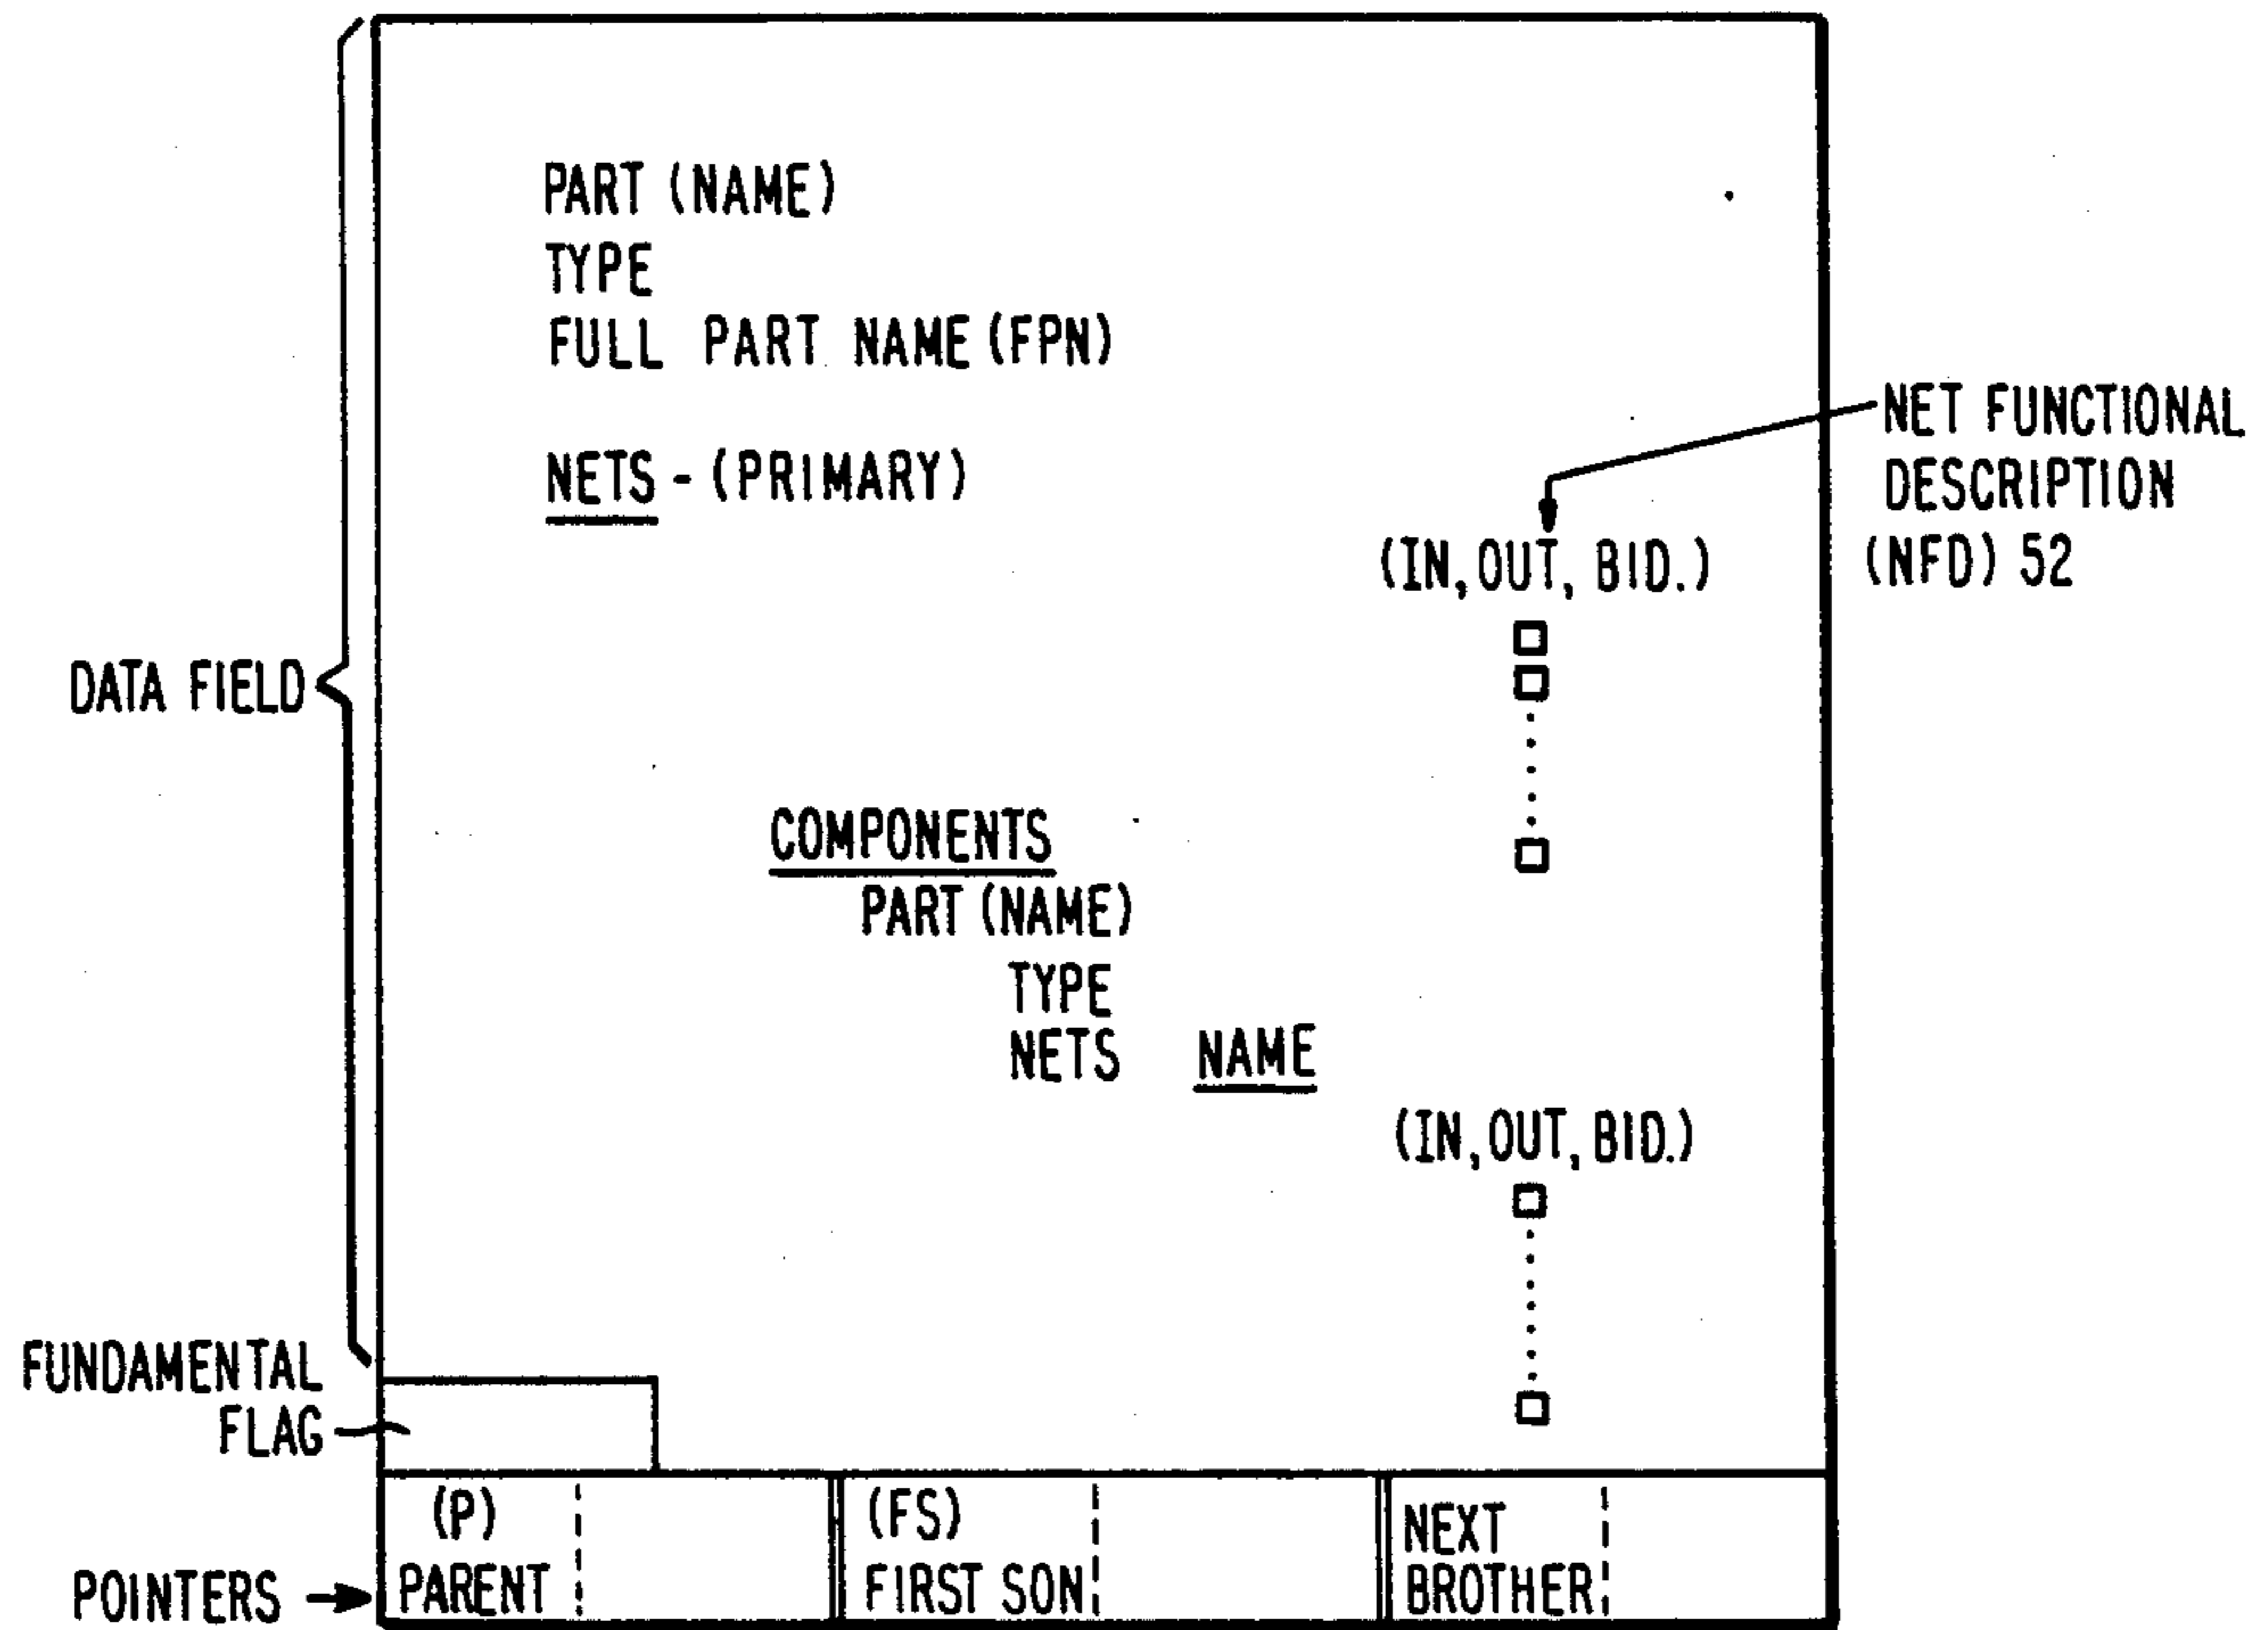 PART (NAME)
TYPE
FULL PART NAME (FPN)
NETS - (PRIMARY)
NET FUNCTIONAL
DESCRIPTION
(NFD) 52
(IN, OUT, BID.)
DATA FIELD
COMPONENTS
PART (NAME)
TYPE
NETS NAME
(IN, OUT, BID.)
FUNDAMENTAL
FLAG
POINTERS
(P)
PARENT
(FS)
FIRST SON
NEXT
BROTHER